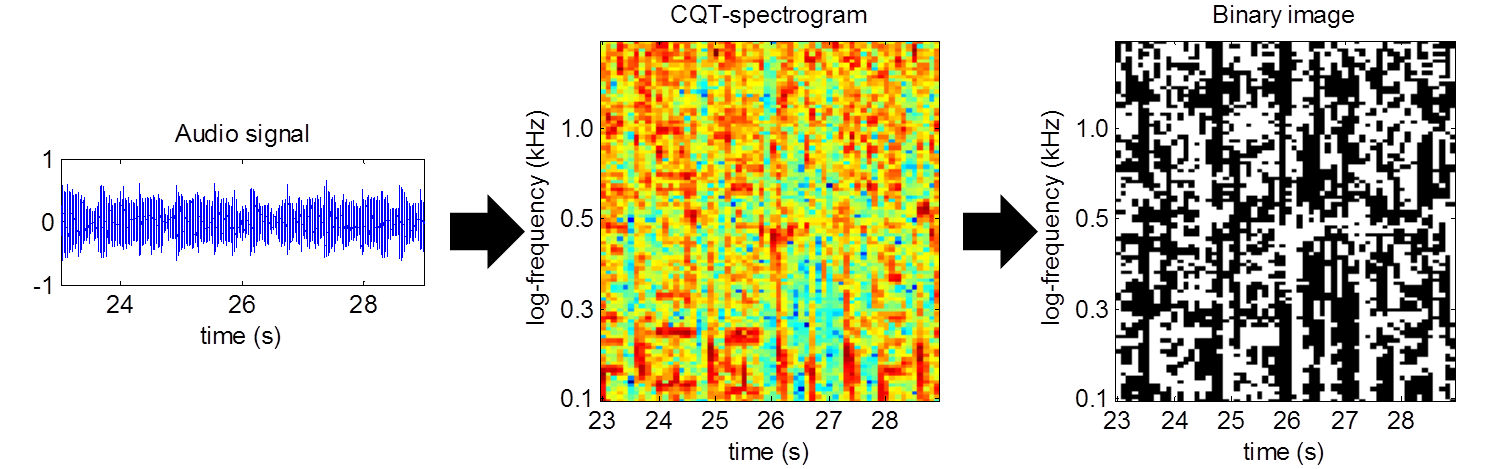 Audio signal
1
0
-1
24 26 28
time (s)
CQT-spectrogram
log-frequency (kHz)
1.0
0.5
0.3
0.1
23 24 25 26 27 28
time (s)
Binary image
log-frequency (kHz)
1.0
0.5
0.3
0.1
23 24 25 26 27 28
time (s)